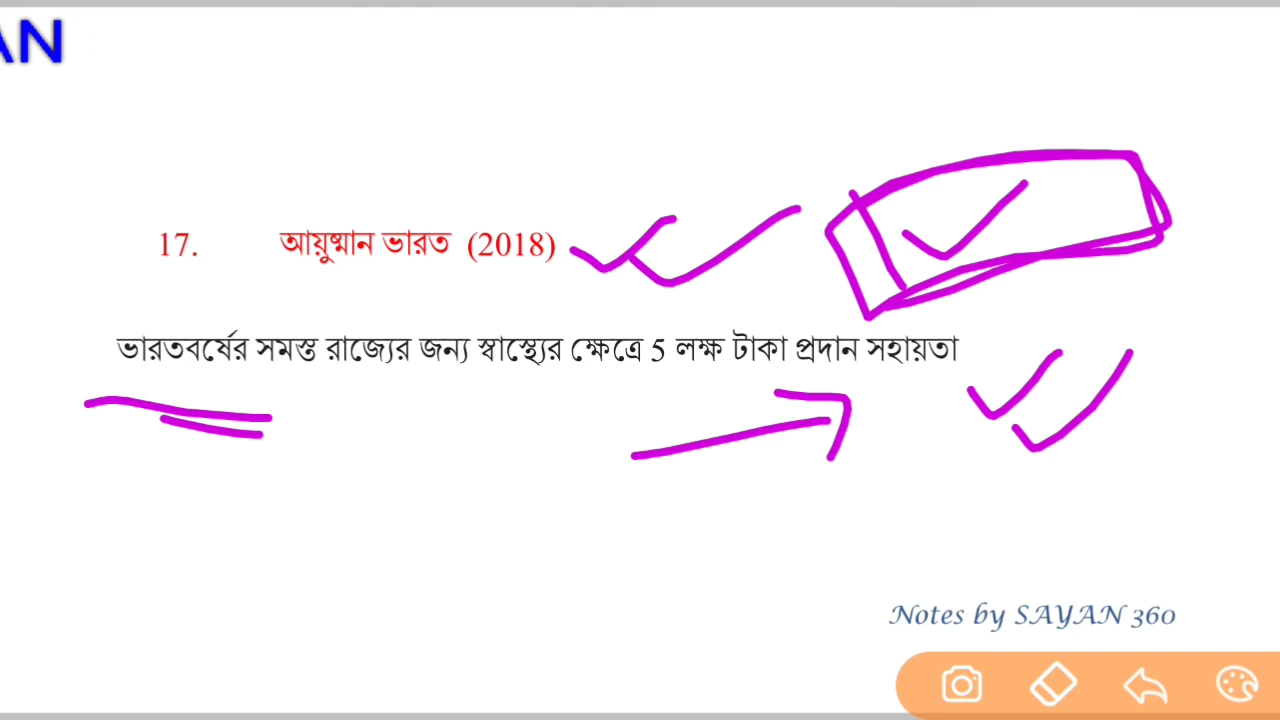 AN
17. আয়ুষ্মান ভারত (2018)
ভারতবর্ষের সমস্ত রাজ্যের জন্য স্বাস্থ্যের ক্ষেত্রে 5 লক্ষ টাকা প্রদান সহায়তা
Notes by SAYAN 360